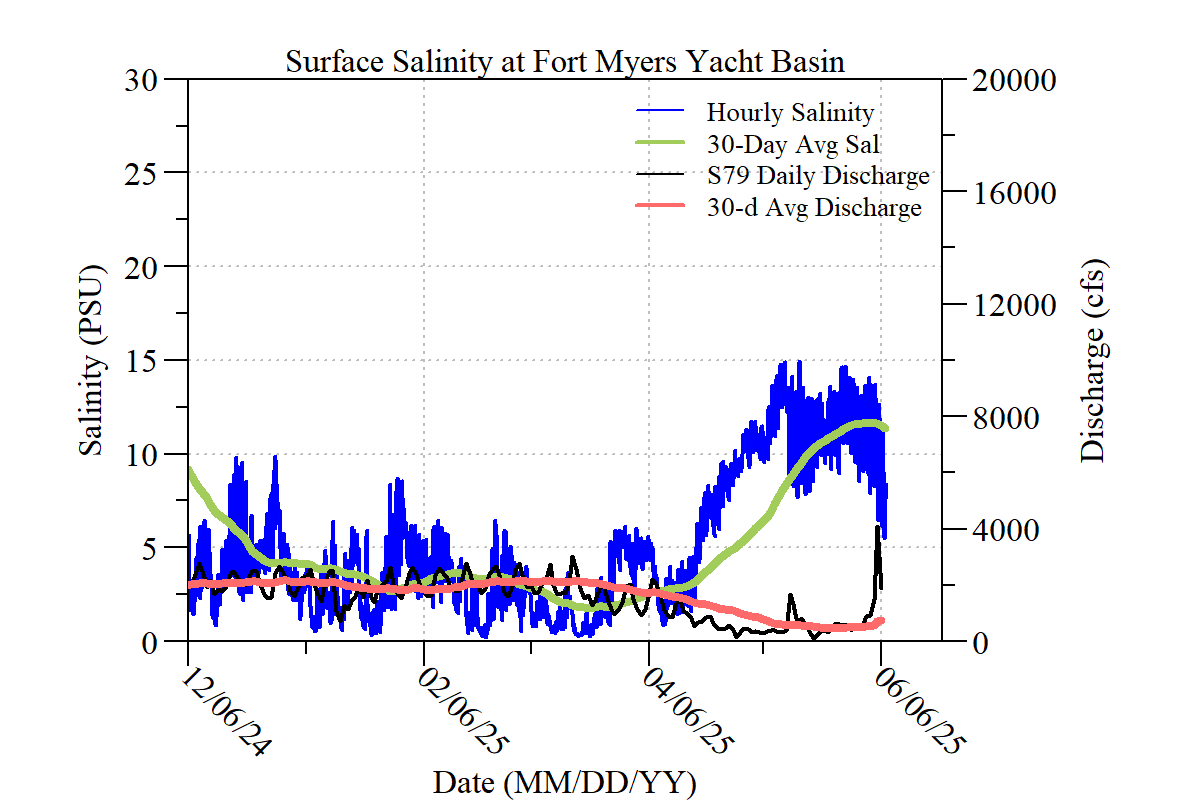 Surface Salinity at Fort Myers Yacht Basin
30
25
20
15
10
5
0
Salinity (PSU)
20000
16000
12000
8000
4000
0
Discharge (cfs)
Hourly Salinity
30-Day Avg Sal
S79 Daily Discharge
30-d Avg Discharge
12/06/24
02/06/25
04/06/25
06/06/25
Date (MM/DD/YY)